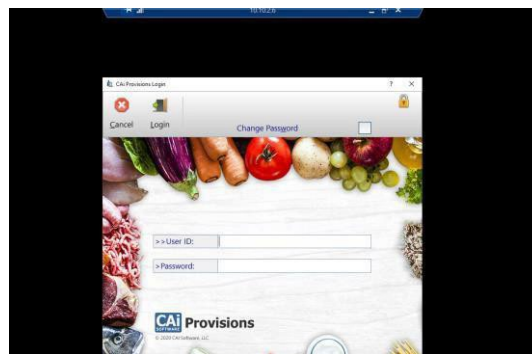 10.10.2.6
CAi Provisions Logon
Cancel
Login
Change Password
>>User ID:
>Password:
CAi
SOFTWARE
Provisions
© 2020 CAI Software, LLC